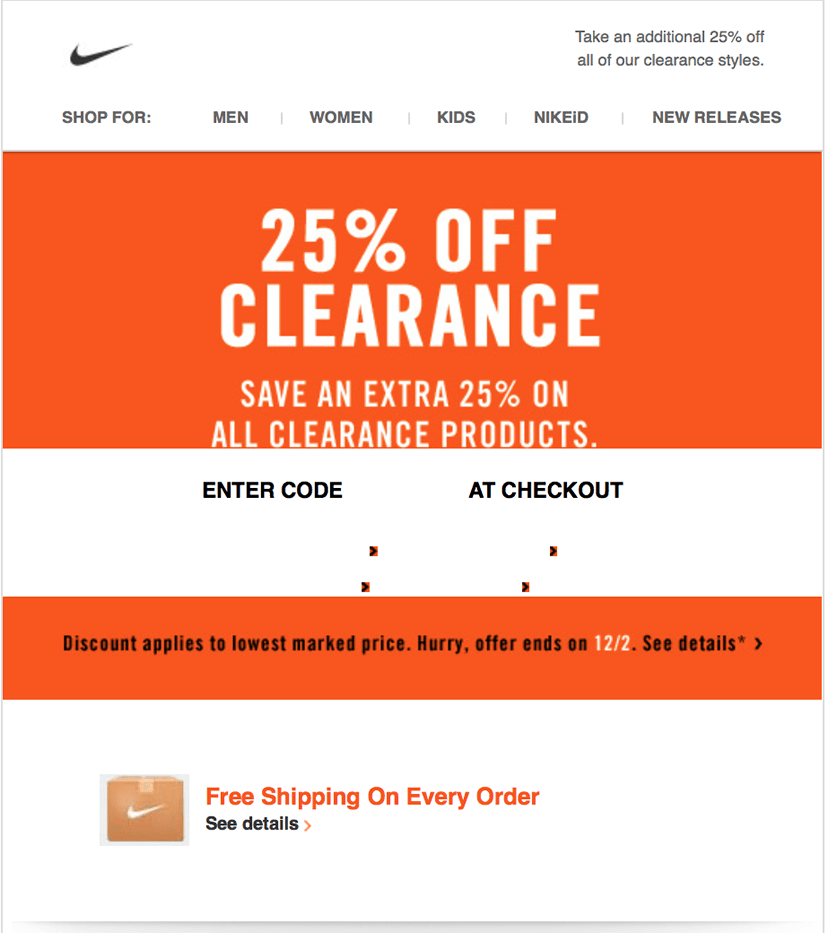 Take an additional 25% off
all of our clearance styles.
SHOP FOR: MEN | WOMEN | KIDS | NIKEiD | NEW RELEASES
25% OFF
CLEARANCE
SAVE AN EXTRA 25% ON
ALL CLEARANCE PRODUCTS.
ENTER CODE AT CHECKOUT
Discount applies to lowest marked price. Hurry, offer ends on 12/2. See details* >
Free Shipping On Every Order
See details >